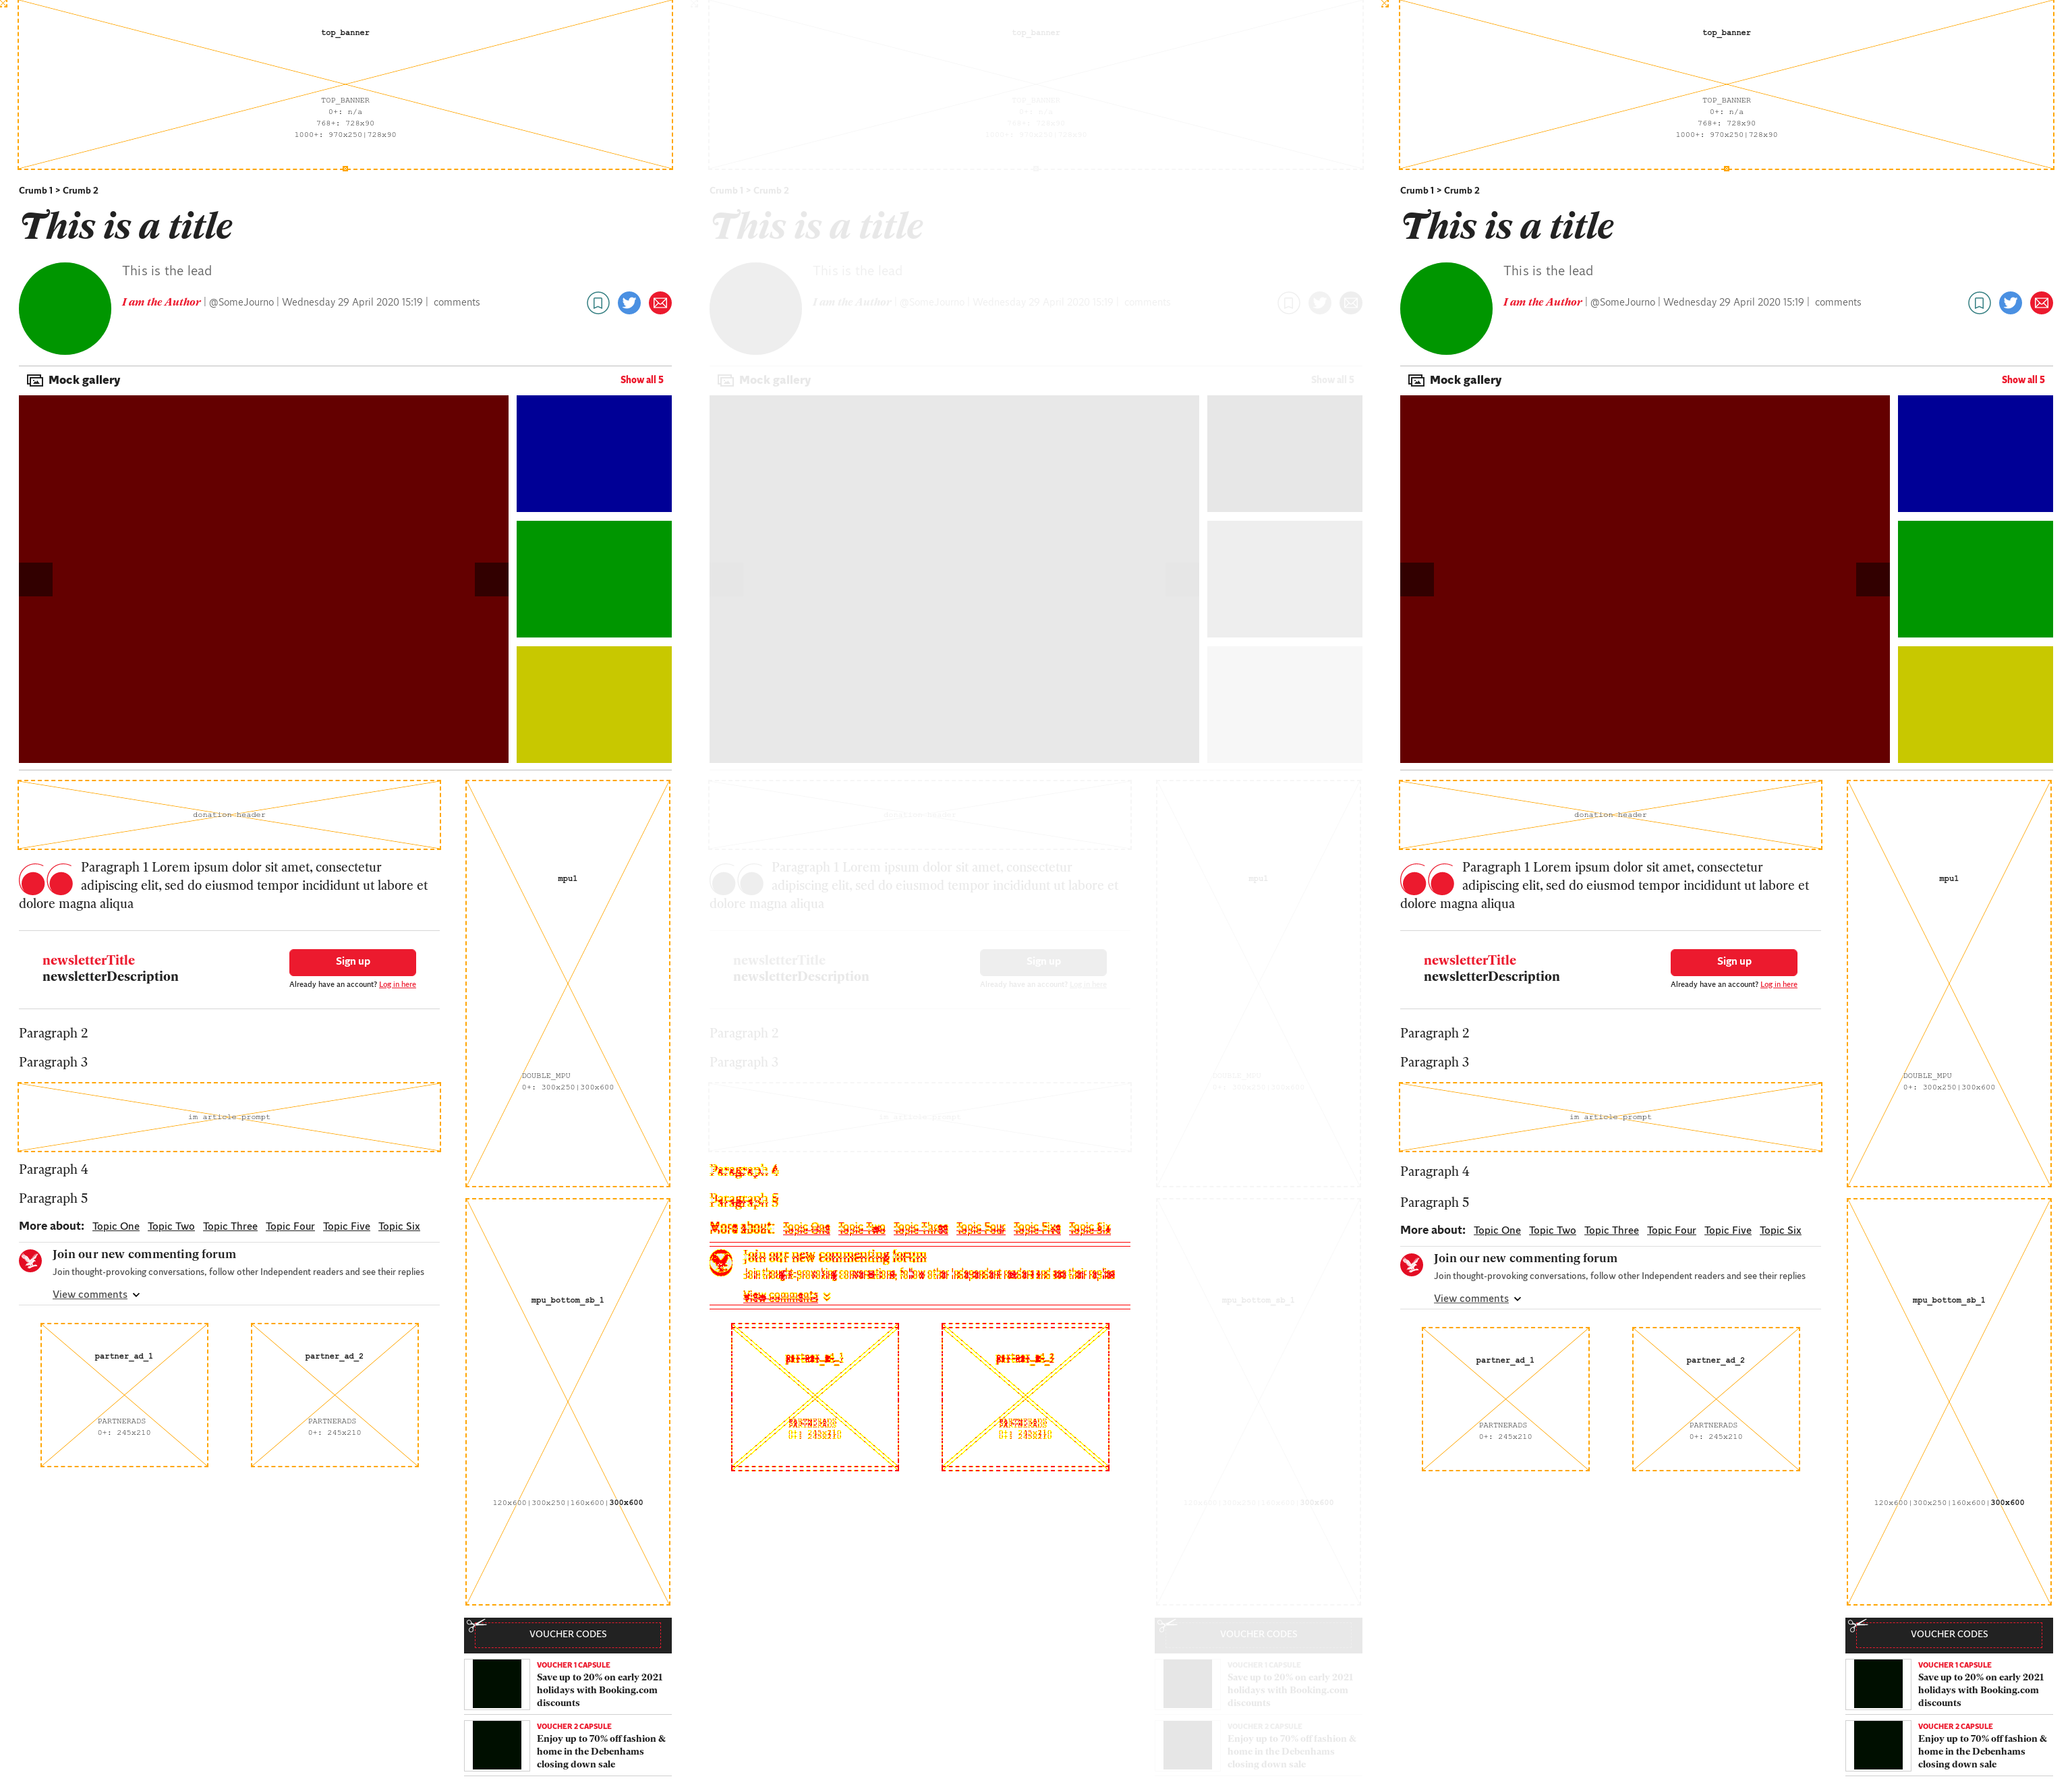 top_banner
TOP_BANNER
0+: n/a
768+: 728x90
1000+: 970x250|728x90
Crumb 1 > Crumb 2
This is a title
This is the lead
I am the Author | @SomeJourno | Wednesday 29 April 2020 15:19 | comments
Mock gallery
Show all 5
donation-header
Paragraph 1 Lorem ipsum dolor sit amet, consectetur
adipiscing elit, sed do eiusmod tempor incididunt ut labore et
dolore magna aliqua
newsletterTitle
newsletterDescription
Sign up
Already have an account? Log in here
Paragraph 2
Paragraph 3
im article prompt
Paragraph 4
Paragraph 5
More about: Topic One Topic Two Topic Three Topic Four Topic Five Topic Six
Join our new commenting forum
Join thought-provoking conversations, follow other Independent readers and see their replies
View comments
partner_ad_1
PARTNERADS
0+: 245x210
partner_ad_2
PARTNERADS
0+: 245x210
mpu1
DOUBLE_MPU
0+: 300x250|300x600
mpu_bottom_sb_1
120x600|300x250|160x600|300x600
VOUCHER CODES
VOUCHER 1 CAPSULE
Save up to 20% on early 2021
holidays with Booking.com
discounts
VOUCHER 2 CAPSULE
Enjoy up to 70% off fashion &
home in the Debenhams
closing down sale
top_banner
TOP_BANNER
0+: n/a
768+: 728x90
1000+: 970x250|728x90
Crumb 1 > Crumb 2
This is a title
This is the lead
I am the Author | @SomeJourno | Wednesday 29 April 2020 15:19 | comments
Mock gallery
Show all 5
donation-header
Paragraph 1 Lorem ipsum dolor sit amet, consectetur
adipiscing elit, sed do eiusmod tempor incididunt ut labore et
dolore magna aliqua
newsletterTitle
newsletterDescription
Sign up
Already have an account? Log in here
Paragraph 2
Paragraph 3
im article prompt
Paragraph 4
Paragraph 5
More about: Topic One Topic Two Topic Three Topic Four Topic Five Topic Six
Join our new commenting forum
View comments
partner_ad_1
partner_ad_2
mpu1
DOUBLE_MPU
0+: 300x250|300x600
mpu_bottom_sb_1
120x600|300x250|160x600|300x600
VOUCHER CODES
VOUCHER 1 CAPSULE
Save up to 20% on early 2021
holidays with Booking.com
discounts
VOUCHER 2 CAPSULE
Enjoy up to 70% off fashion &
home in the Debenhams
closing down sale
top_banner
TOP_BANNER
0+: n/a
768+: 728x90
1000+: 970x250|728x90
Crumb 1 > Crumb 2
This is a title
This is the lead
I am the Author | @SomeJourno | Wednesday 29 April 2020 15:19 | comments
Mock gallery
Show all 5
donation-header
Paragraph 1 Lorem ipsum dolor sit amet, consectetur
adipiscing elit, sed do eiusmod tempor incididunt ut labore et
dolore magna aliqua
newsletterTitle
newsletterDescription
Sign up
Already have an account? Log in here
Paragraph 2
Paragraph 3
im article prompt
Paragraph 4
Paragraph 5
More about: Topic One Topic Two Topic Three Topic Four Topic Five Topic Six
Join our new commenting forum
Join thought-provoking conversations, follow other Independent readers and see their replies
View comments
partner_ad_1
PARTNERADS
0+: 245x210
partner_ad_2
PARTNERADS
0+: 245x210
mpu1
DOUBLE_MPU
0+: 300x250|300x600
mpu_bottom_sb_1
120x600|300x250|160x600|300x600
VOUCHER CODES
VOUCHER 1 CAPSULE
Save up to 20% on early 2021
holidays with Booking.com
discounts
VOUCHER 2 CAPSULE
Enjoy up to 70% off fashion &
home in the Debenhams
closing down sale